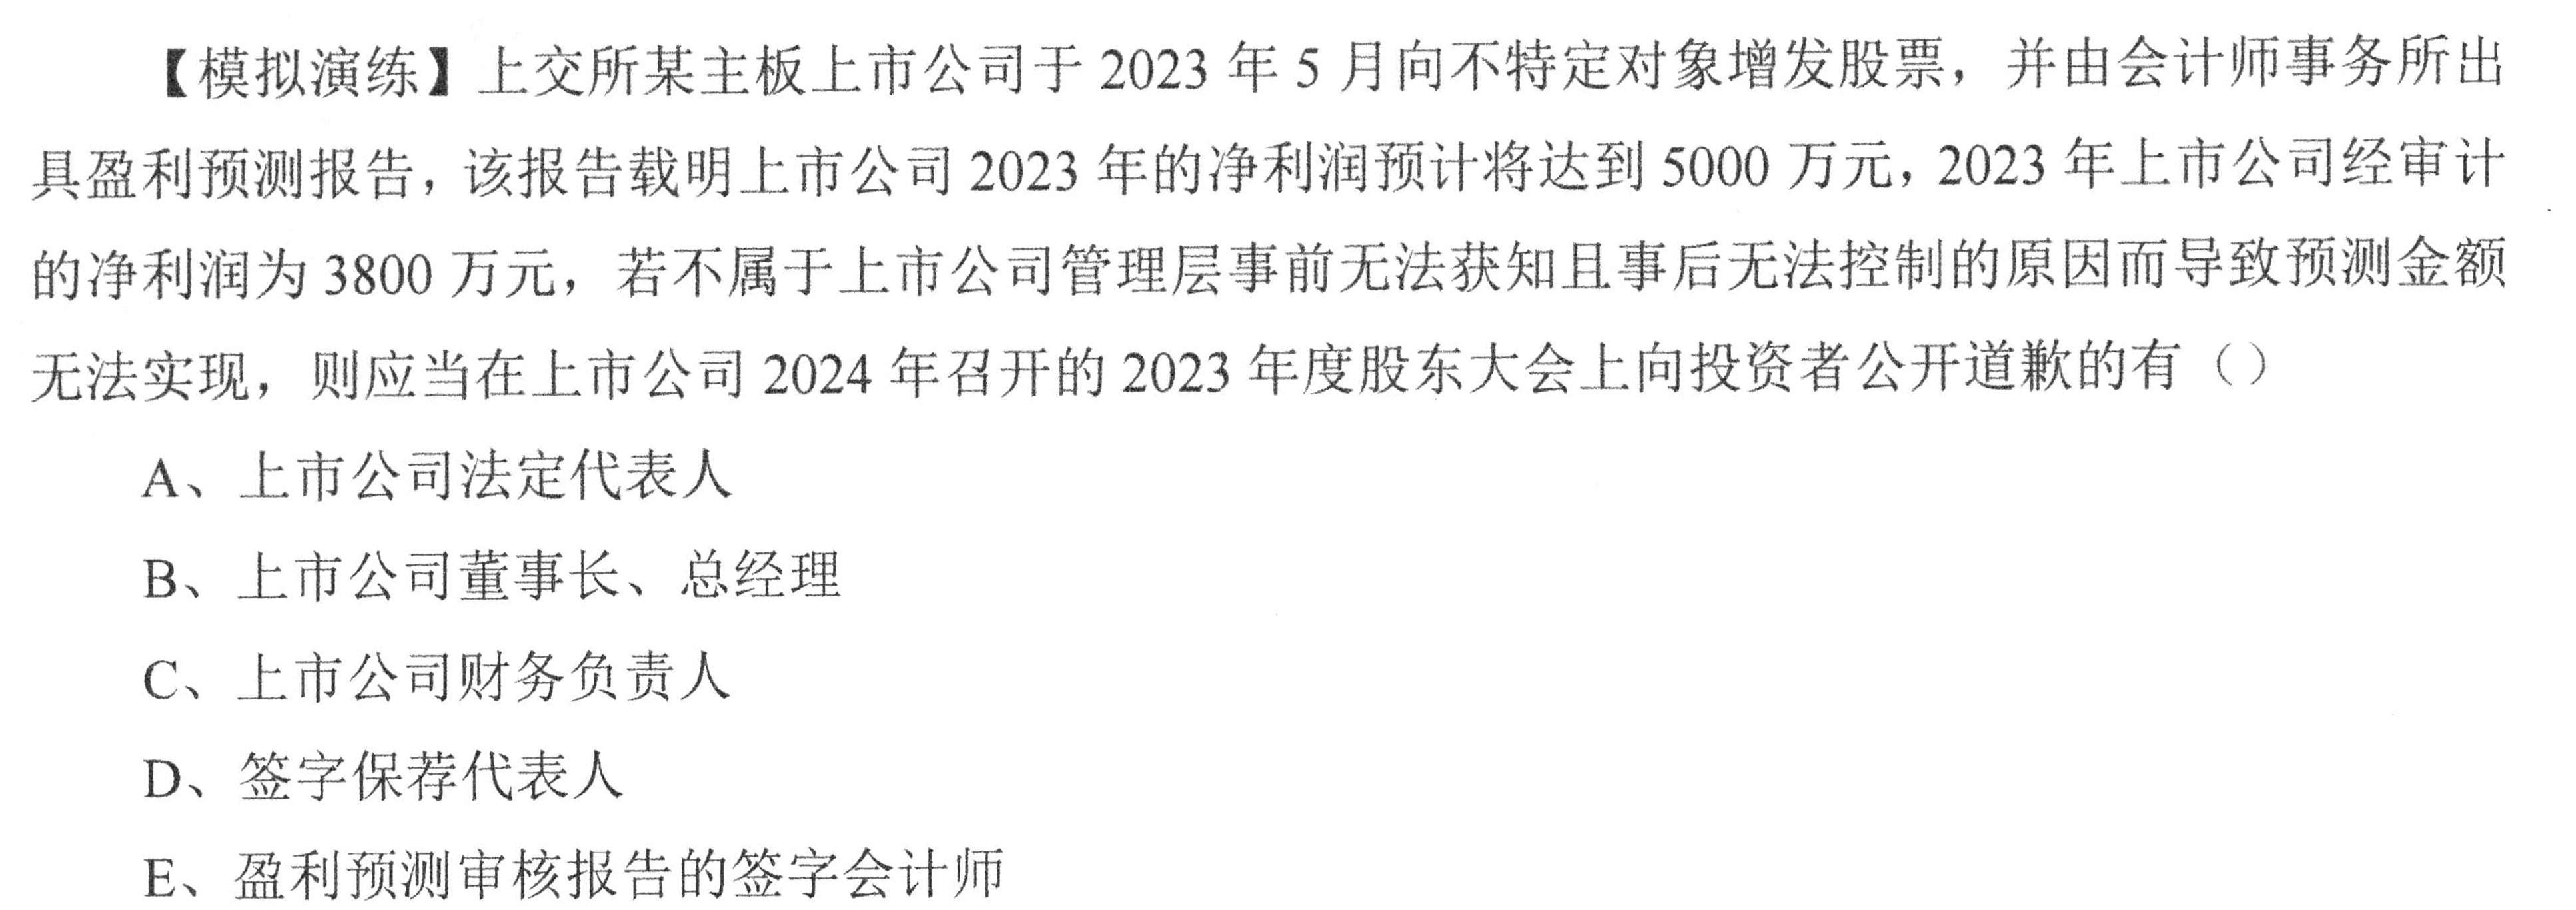 【模拟演练】上交所某主板上市公司于 2023 年 5 月向不特定对象增发股票，并由会计师事务所出
具盈利预测报告，该报告载明上市公司 2023 年的净利润预计将达到 5000 万元，2023 年上市公司经审计
的净利润为 3800 万元，若不属于上市公司管理层事前无法获知且事后无法控制的原因而导致预测金额
无法实现，则应当在上市公司 2024 年召开的 2023 年度股东大会上向投资者公开道歉的有（）
A、上市公司法定代表人
B、上市公司董事长、总经理
C、上市公司财务负责人
D、签字保荐代表人
E、盈利预测审核报告的签字会计师